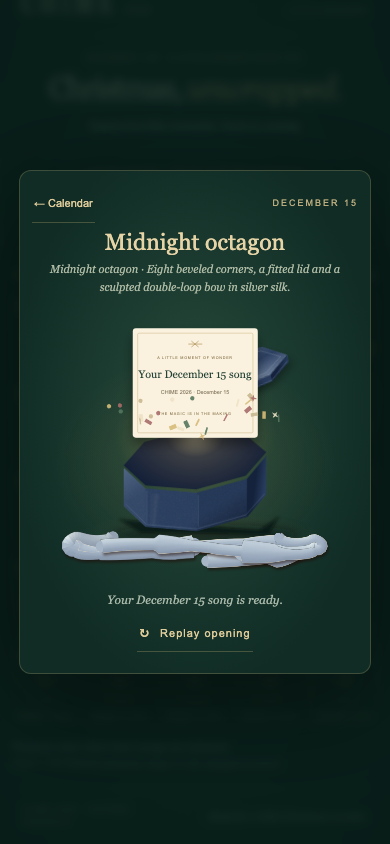 Christmas, unwrapped.
← Calendar
DECEMBER 15
Midnight octagon
Midnight octagon · Eight beveled corners, a fitted lid and a
sculpted double-loop bow in silver silk.
A LITTLE MOMENT OF WONDER
Your December 15 song
CHIME 2026 · December 15
THE MAGIC IS IN THE MAKING
Your December 15 song is ready.
↻ Replay opening